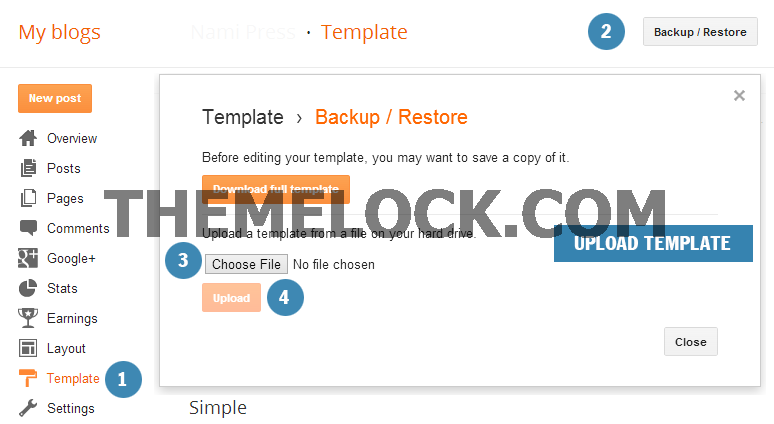 My blogs
Naml Press · Template
2
Backup / Restore
New post
Overview
Posts
Pages
Comments
Google+
Stats
Earnings
Layout
Template
1
Settings
×
Template › Backup / Restore
Before editing your template, you may want to save a copy of it.
Download full template
THEMELOCK.COM
Upload a template from a file on your hard drive.
UPLOAD TEMPLATE
3
Choose File No file chosen
Upload
4
Close
Simple